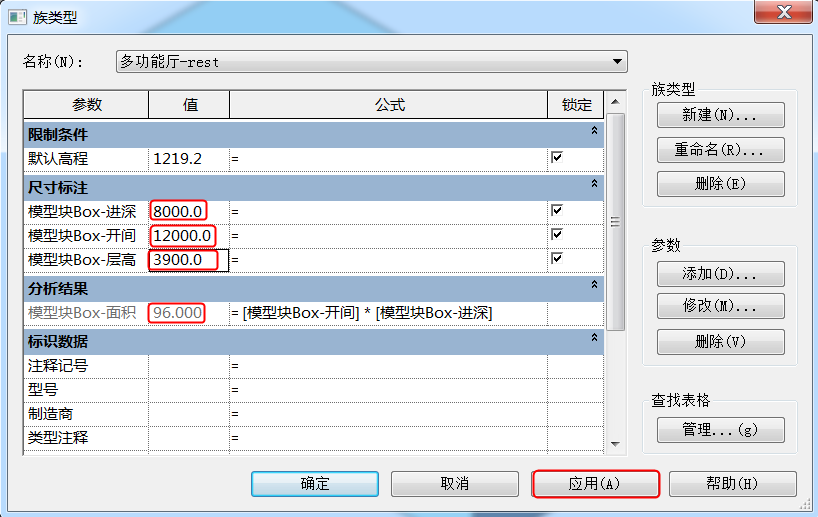 族类型
名称(N):
多功能厅-rest
参数 值 公式 锁定
限制条件
默认高程 1219.2 =
尺寸标注
模型块Box-进深 8000.0 =
模型块Box-开间 12000.0 =
模型块Box-层高 3900.0 =
分析结果
模型块Box-面积 96.000 = [模型块Box-开间] * [模型块Box-进深]
标识数据
注释记号 =
型号 =
制造商 =
类型注释 =
族类型
新建(N)...
重命名(R)...
删除(E)
参数
添加(D)...
修改(M)...
删除(V)
查找表格
管理...(g)
确定 取消 应用(A) 帮助(H)